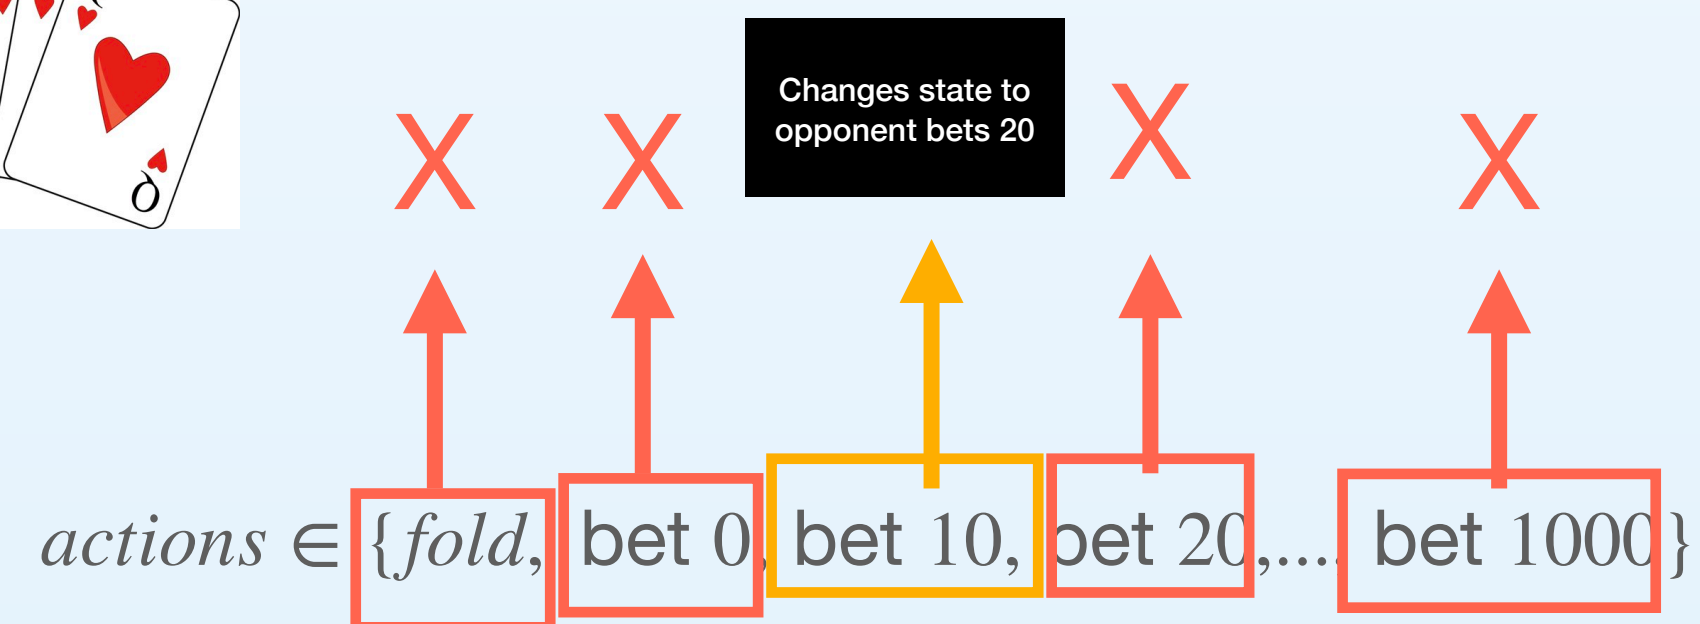 Q
Changes state to
opponent bets 20
X X X X
actions ∈ {fold, bet 0, bet 10, bet 20,.... bet 1000}